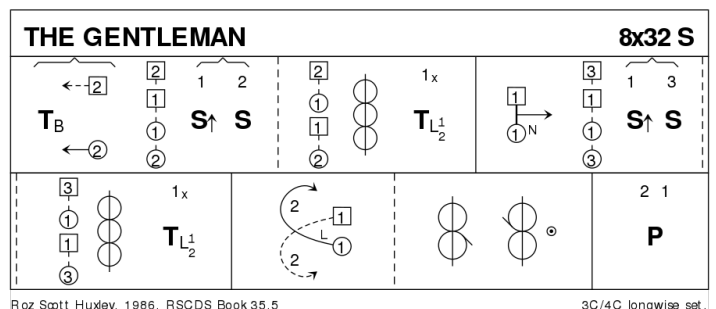 THE GENTLEMAN 8x32 S
T B 2 2 2 1 1 2 1 2 S↑ S
2 1 1 2 1x T L 1/2
1 1 N 3 1 1 3 1 3 S↑ S
3 1 1 3 1x T L 1/2
2 2 L 1 1
2 1 P
Roz Scott Huxley, 1986, RSCDS Book 35.5 3C/4C longwise set.